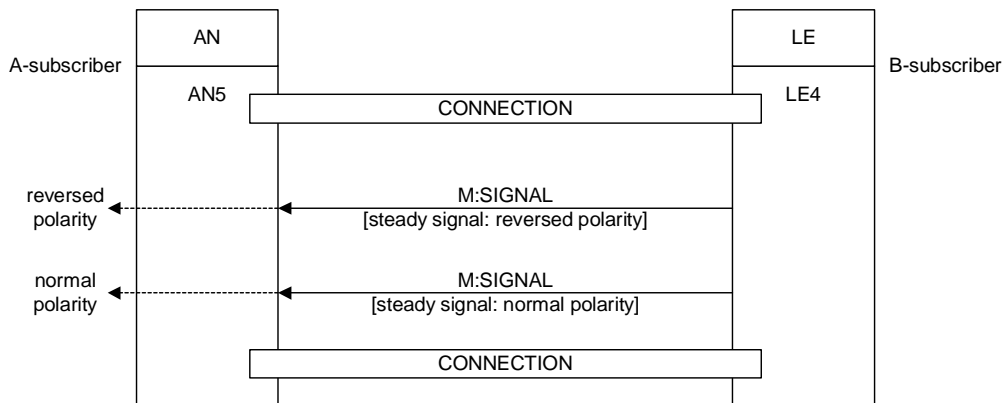 AN
LE
A-subscriber
B-subscriber
AN5
LE4
CONNECTION
reversed
polarity
M:SIGNAL
[steady signal: reversed polarity]
normal
polarity
M:SIGNAL
[steady signal: normal polarity]
CONNECTION